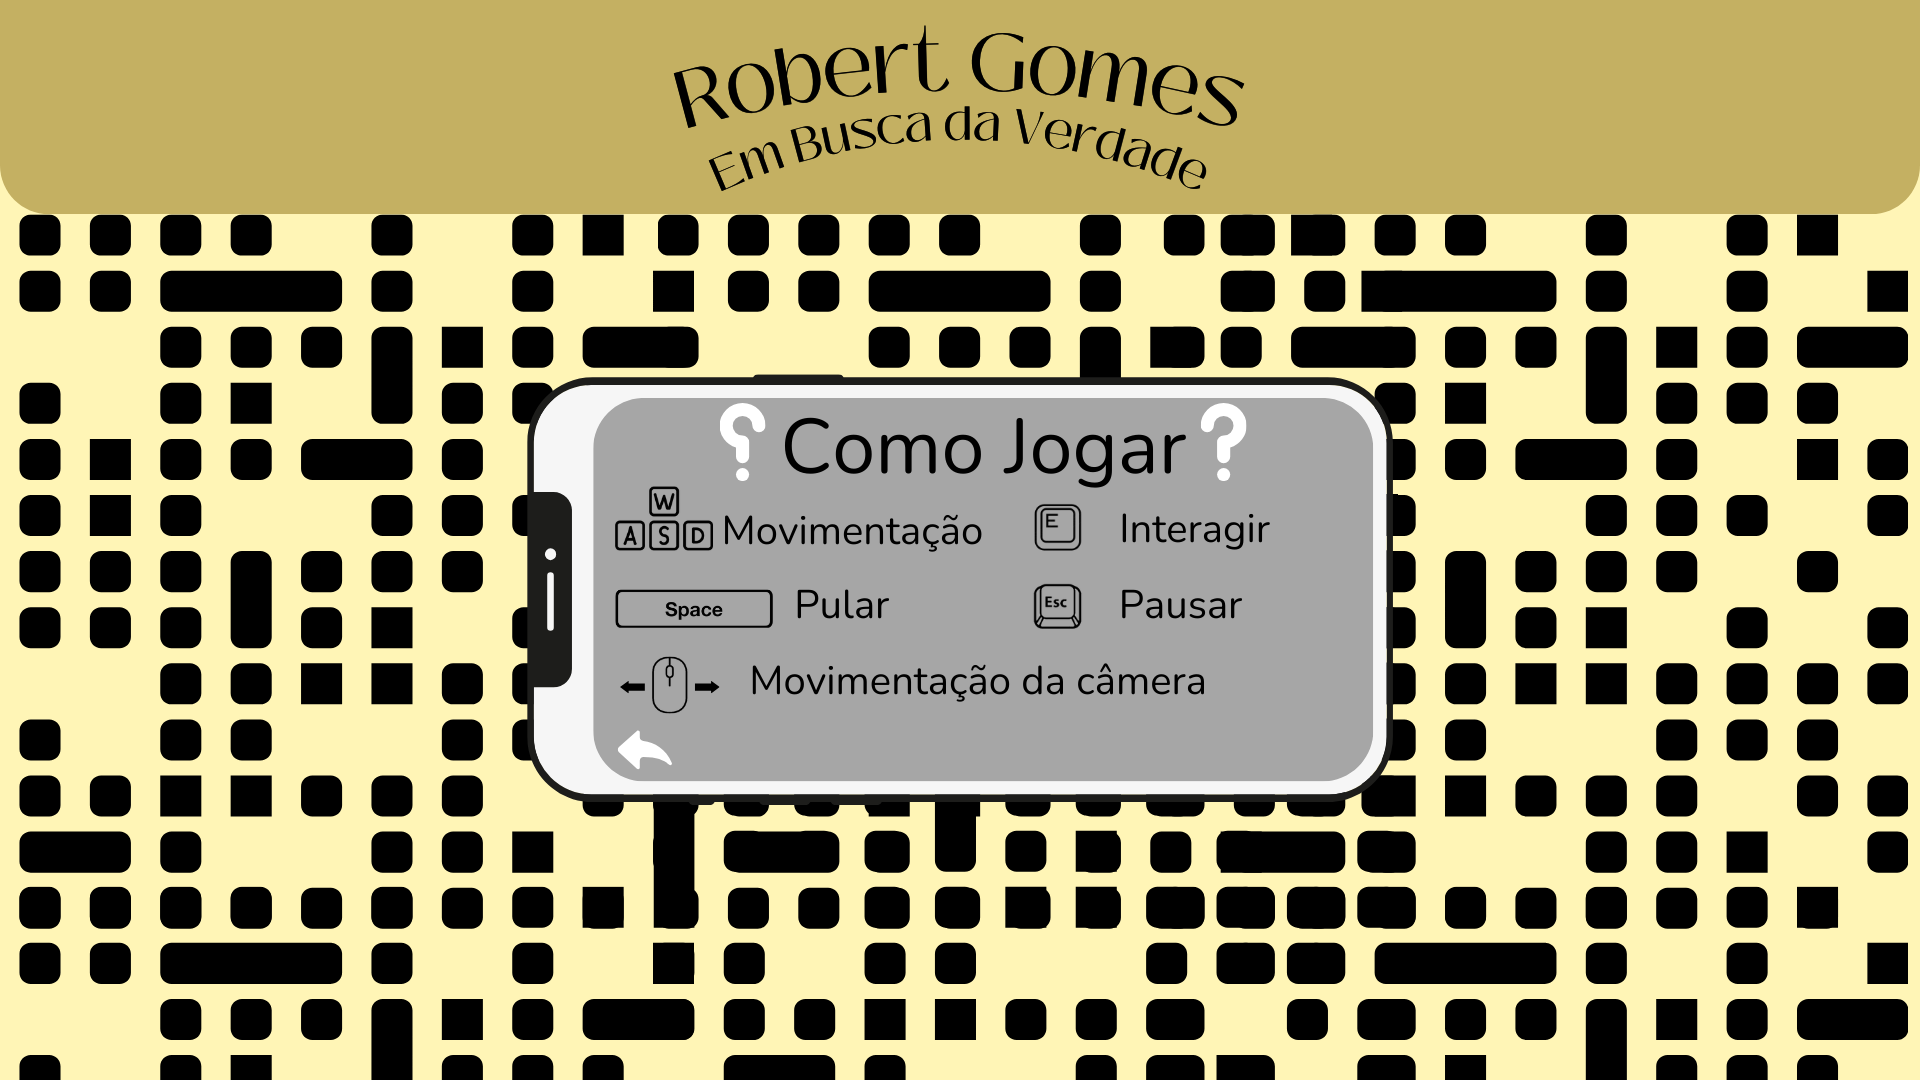 Robert Gomes
Em Busca da Verdade
? Como Jogar ?
W
A S D Movimentação
E Interagir
Space Pular
Esc Pausar
Movimentação da câmera